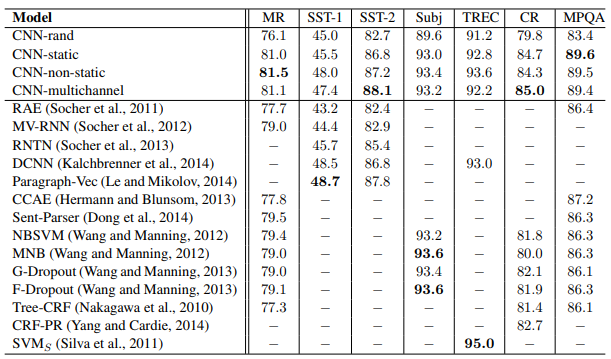 Model MR SST-1 SST-2 Subj TREC CR MPQA
CNN-rand 76.1 45.0 82.7 89.6 91.2 79.8 83.4
CNN-static 81.0 45.5 86.8 93.0 92.8 84.7 89.6
CNN-non-static 81.5 48.0 87.2 93.4 93.6 84.3 89.5
CNN-multichannel 81.1 47.4 88.1 93.2 92.2 85.0 89.4
RAE (Socher et al., 2011) 77.7 43.2 82.4 − − − 86.4
MV-RNN (Socher et al., 2012) 79.0 44.4 82.9 − − − −
RNTN (Socher et al., 2013) − 45.7 85.4 − − − −
DCNN (Kalchbrenner et al., 2014) − 48.5 86.8 − 93.0 − −
Paragraph-Vec (Le and Mikolov, 2014) − 48.7 87.8 − − − −
CCAE (Hermann and Blunsom, 2013) 77.8 − − − − − 87.2
Sent-Parser (Dong et al., 2014) 79.5 − − − − − 86.3
NBSVM (Wang and Manning, 2012) 79.4 − − 93.2 − 81.8 86.3
MNB (Wang and Manning, 2012) 79.0 − − 93.6 − 80.0 86.3
G-Dropout (Wang and Manning, 2013) 79.0 − − 93.4 − 82.1 86.1
F-Dropout (Wang and Manning, 2013) 79.1 − − 93.6 − 81.9 86.3
Tree-CRF (Nakagawa et al., 2010) 77.3 − − − − 81.4 86.1
CRF-PR (Yang and Cardie, 2014) − − − − − 82.7 −
SVMS (Silva et al., 2011) − − − − 95.0 − −